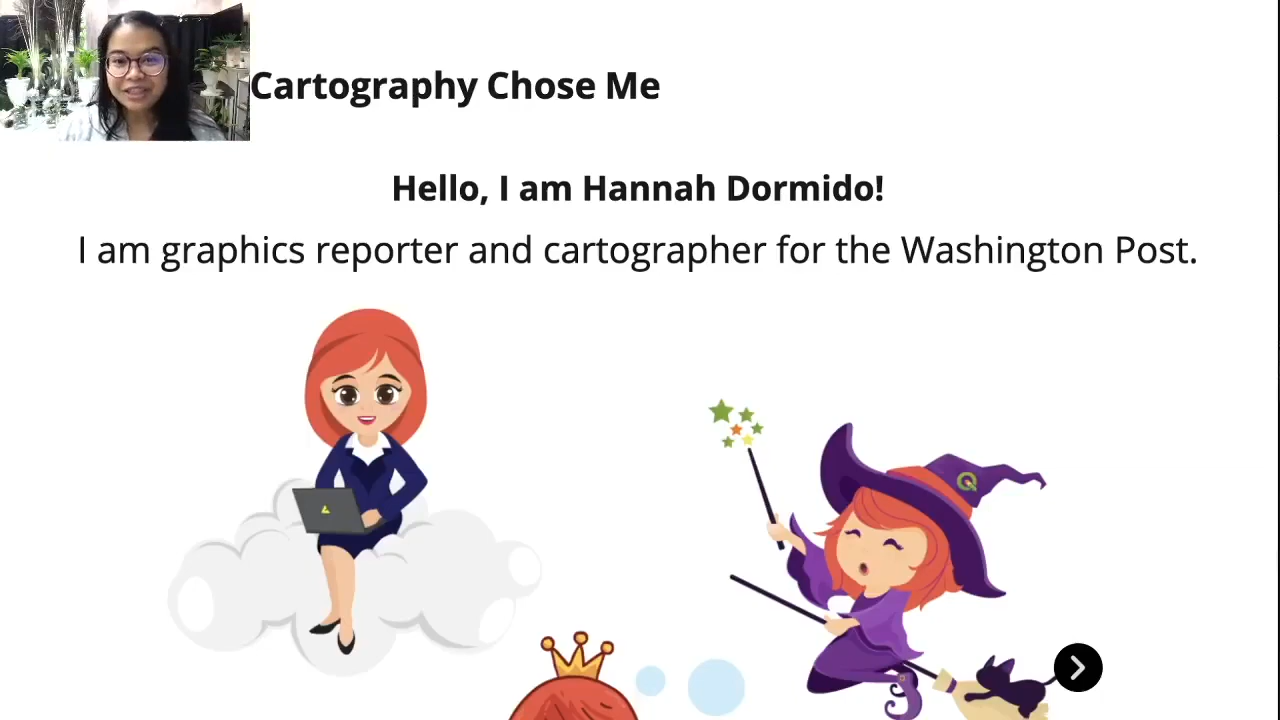 Cartography Chose Me
Hello, I am Hannah Dormido!
I am graphics reporter and cartographer for the Washington Post.